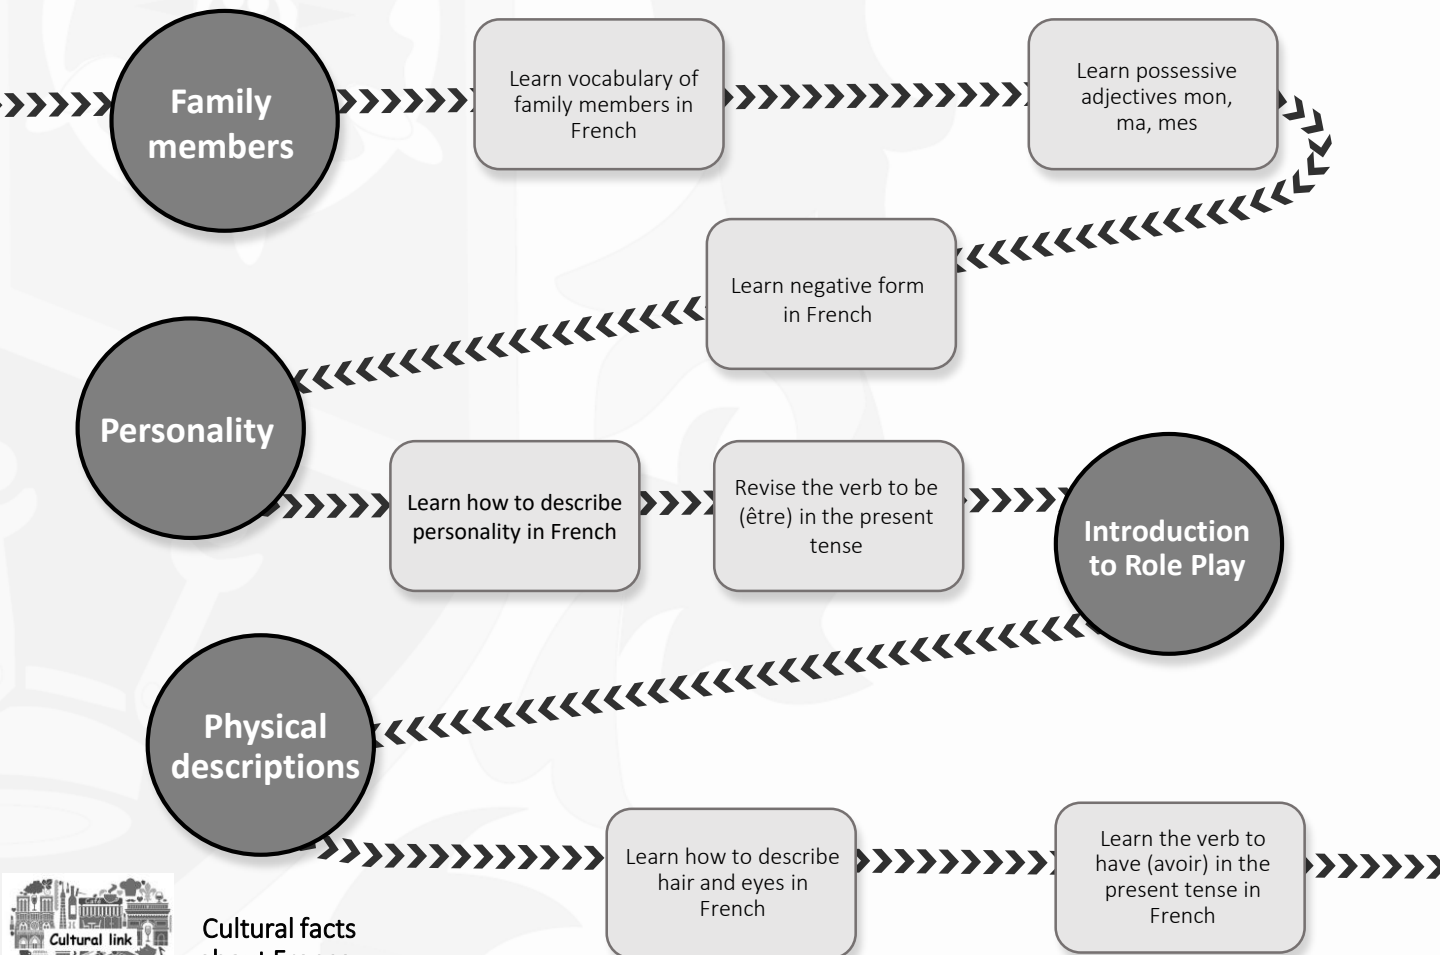 Family
members
Learn vocabulary of
family members in
French
Learn possessive
adjectives mon,
ma, mes
Learn negative form
in French
Personality
Learn how to describe
personality in French
Revise the verb to be
(être) in the present
tense
Introduction
to Role Play
Physical
descriptions
Learn how to describe
hair and eyes in
French
Learn the verb to
have (avoir) in the
present tense in
French
Cultural link
Cultural facts
about France